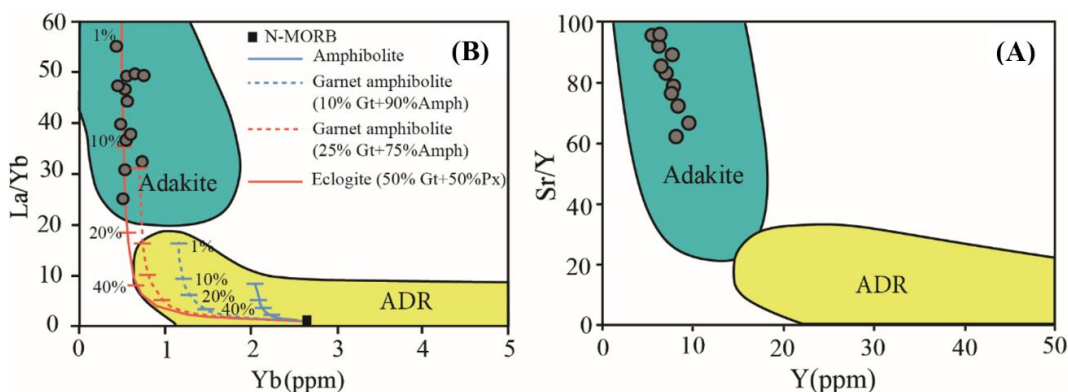 60
50
40
30
20
10
0
La/Yb
0
1
2
3
4
5
Yb(ppm)
(B)
N-MORB
Amphibolite
Garnet amphibolite
(10% Gt+90%Amph)
Garnet amphibolite
(25% Gt+75%Amph)
Eclogite (50% Gt+50%Px)
1%
10%
20%
40%
Adakite
1%
10%
20%
40%
ADR
100
80
60
40
20
0
Sr/Y
0
10
20
30
40
50
Y(ppm)
(A)
Adakite
ADR